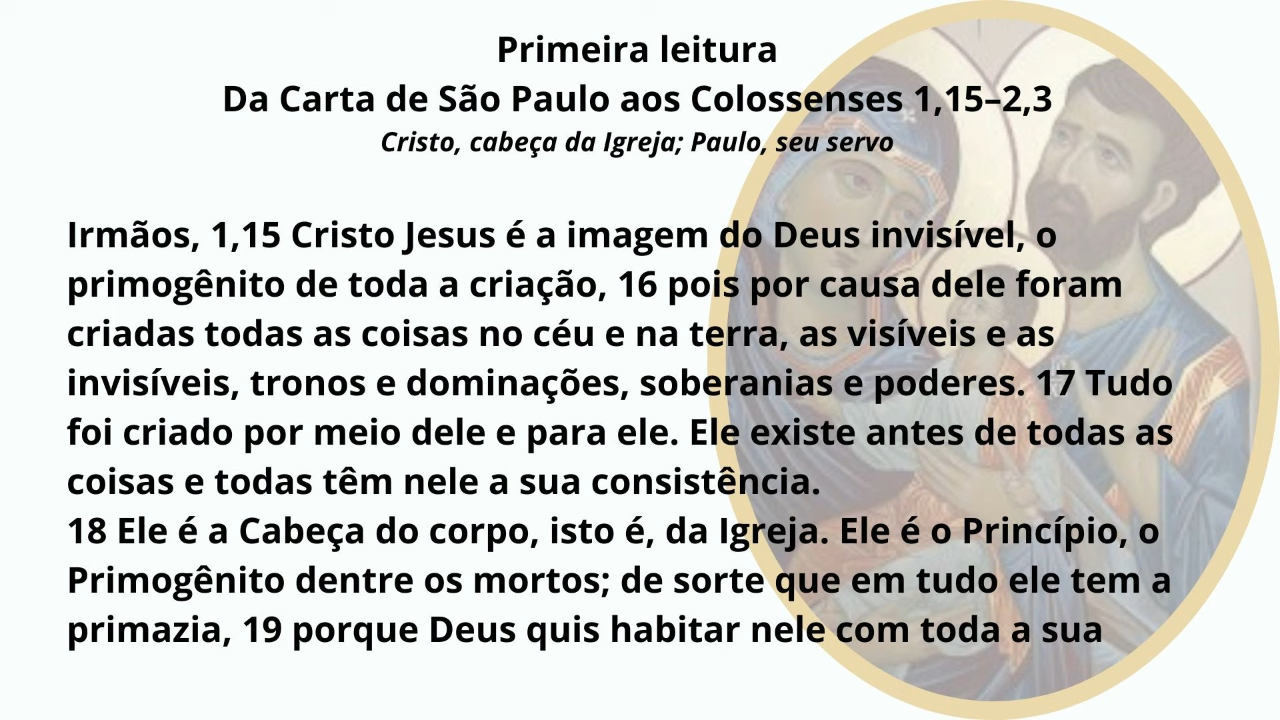 Primeira leitura
Da Carta de São Paulo aos Colossenses 1,15–2,3
Cristo, cabeça da Igreja; Paulo, seu servo
Irmãos, 1,15 Cristo Jesus é a imagem do Deus invisível, o
primogênito de toda a criação, 16 pois por causa dele foram
criadas todas as coisas no céu e na terra, as visíveis e as
invisíveis, tronos e dominações, soberanias e poderes. 17 Tudo
foi criado por meio dele e para ele. Ele existe antes de todas as
coisas e todas têm nele a sua consistência.
18 Ele é a Cabeça do corpo, isto é, da Igreja. Ele é o Princípio, o
Primogênito dentre os mortos; de sorte que em tudo ele tem a
primazia, 19 porque Deus quis habitar nele com toda a sua